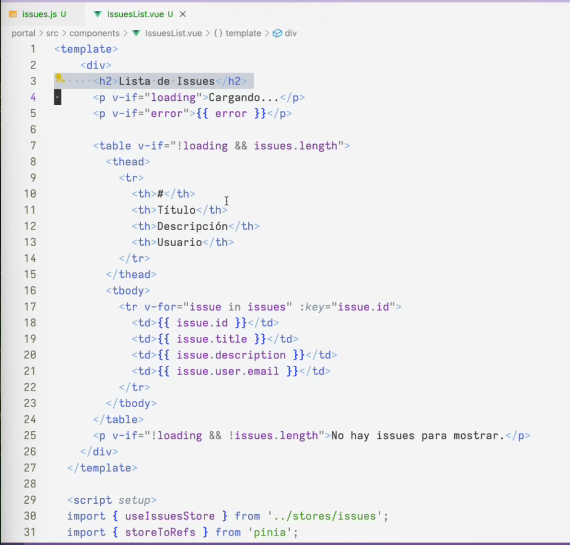 issues.js U IssuesList.vue U ×
portal > src > components > IssuesList.vue > {} template > div
1 <template>
2 <div>
3 <h2>Lista de Issues</h2>
4 <p v-if="loading">Cargando...</p>
5 <p v-if="error">{{ error }}</p>
6
7 <table v-if="!loading && issues.length">
8 <thead>
9 <tr>
10 <th>#</th>
11 <th>Título</th>
12 <th>Descripción</th>
13 <th>Usuario</th>
14 </tr>
15 </thead>
16 <tbody>
17 <tr v-for="issue in issues" :key="issue.id">
18 <td>{{ issue.id }}</td>
19 <td>{{ issue.title }}</td>
20 <td>{{ issue.description }}</td>
21 <td>{{ issue.user.email }}</td>
22 </tr>
23 </tbody>
24 </table>
25 <p v-if="!loading && !issues.length">No hay issues para mostrar.</p>
26 </div>
27 </template>
28
29 <script setup>
30 import { useIssuesStore } from '../stores/issues';
31 import { storeToRefs } from 'pinia';